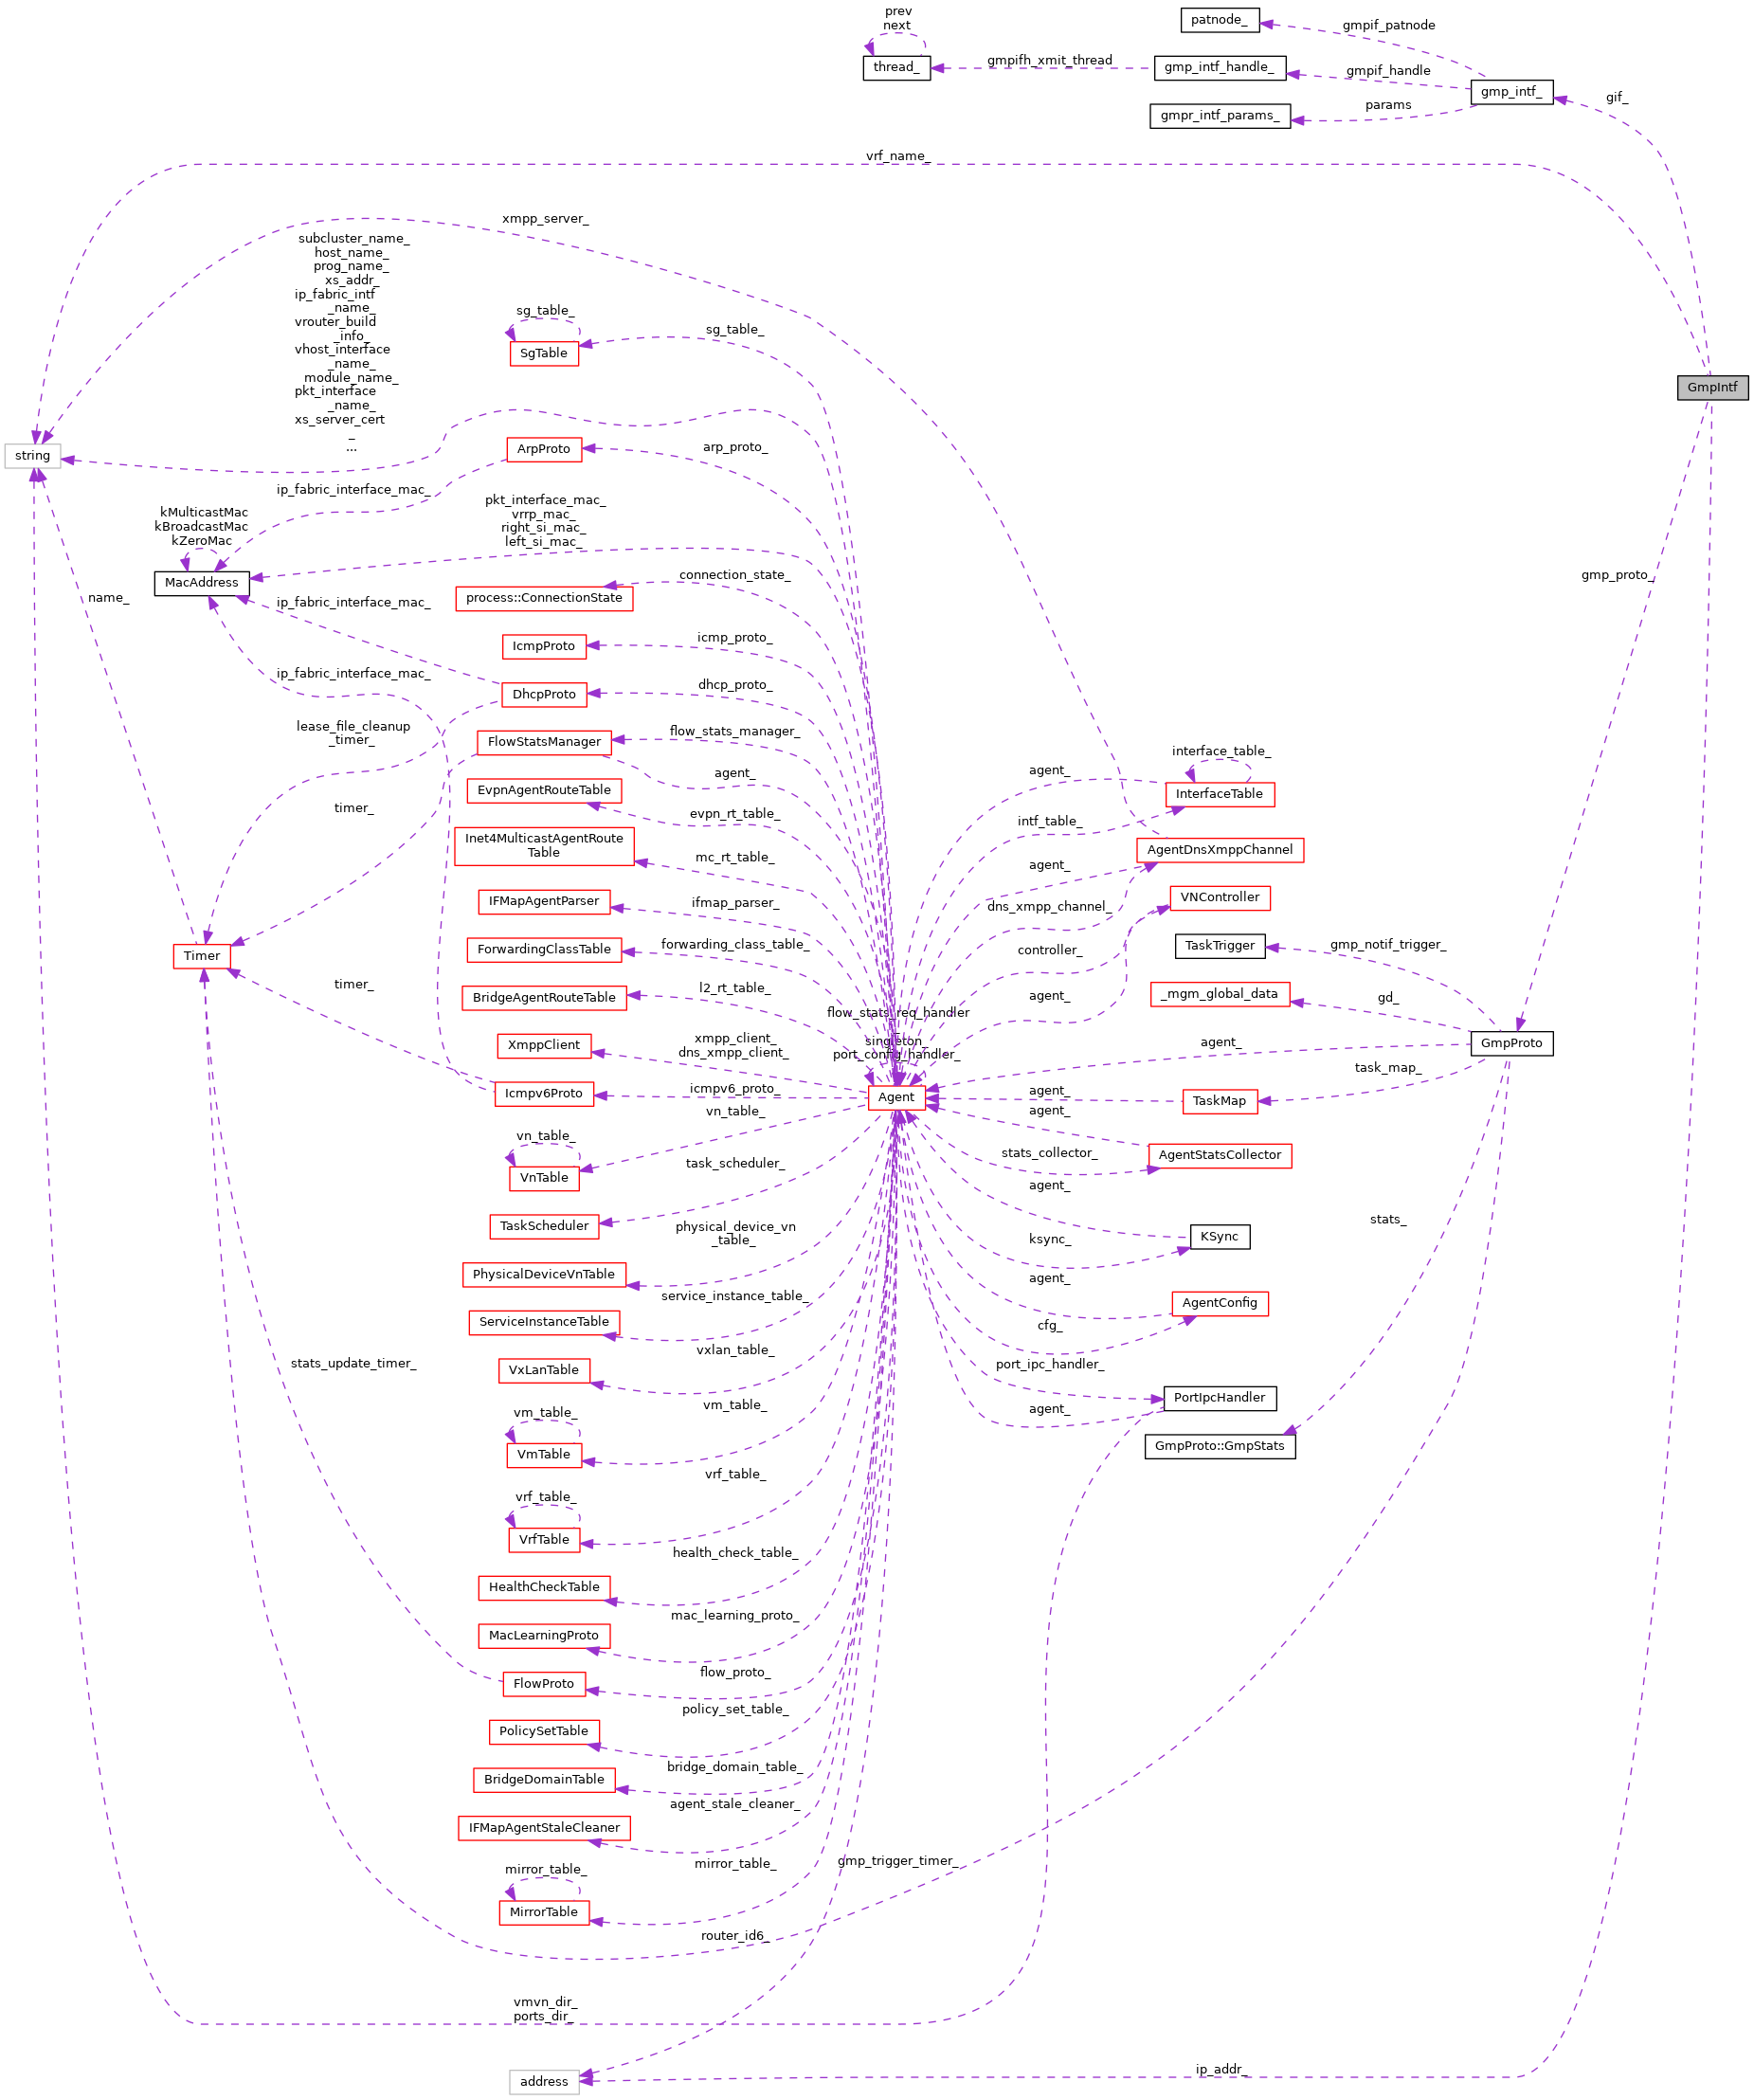 prev
next
thread_
gmpifh_xmit_thread
patnode_
gmp_intf_handle_
gmpr_intf_params_
gmpif_patnode
gmpif_handle
params
gmp_intf_
gif_
vrf_name_
xmpp_server_
subcluster_name_
host_name_
prog_name_
xs_addr_
ip_fabric_intf
_name_
vrouter_build
_info_
vhost_interface
_name_
module_name_
pkt_interface
_name_
xs_server_cert
_
...
sg_table_
SgTable
sg_table_
GmpIntf
string
ArpProto
arp_proto_
ip_fabric_interface_mac_
kMulticastMac
kBroadcastMac
kZeroMac
pkt_interface_mac_
vrrp_mac_
right_si_mac_
left_si_mac_
MacAddress
name_
ip_fabric_interface_mac_
process::ConnectionState
connection_state_
gmp_proto_
IcmpProto
icmp_proto_
ip_fabric_interface_mac_
DhcpProto
dhcp_proto_
lease_file_cleanup
_timer_
FlowStatsManager
flow_stats_manager_
agent_
timer_
EvpnAgentRouteTable
evpn_rt_table_
Inet4MulticastAgentRoute
Table
mc_rt_table_
IFMapAgentParser
ifmap_parser_
ForwardingClassTable
forwarding_class_table_
BridgeAgentRouteTable
l2_rt_table_
Timer
timer_
XmppClient
xmpp_client_
dns_xmpp_client_
Icmpv6Proto
icmpv6_proto_
flow_stats_req_handler
_
singleton_
port_config_handler_
Agent
interface_table_
InterfaceTable
agent_
intf_table_
AgentDnsXmppChannel
agent_
dns_xmpp_channel_
VNController
controller_
agent_
TaskTrigger
gmp_notif_trigger_
_mgm_global_data
gd_
GmpProto
agent_
task_map_
TaskMap
agent_
agent_
AgentStatsCollector
stats_collector_
agent_
KSync
ksync_
agent_
AgentConfig
cfg_
port_ipc_handler_
PortIpcHandler
agent_
GmpProto::GmpStats
stats_
vn_table_
vn_table_
VnTable
task_scheduler_
TaskScheduler
physical_device_vn
_table_
PhysicalDeviceVnTable
service_instance_table_
ServiceInstanceTable
vxlan_table_
VxLanTable
stats_update_timer_
vm_table_
vm_table_
VmTable
vrf_table_
vrf_table_
VrfTable
health_check_table_
HealthCheckTable
mac_learning_proto_
MacLearningProto
flow_proto_
FlowProto
policy_set_table_
PolicySetTable
bridge_domain_table_
BridgeDomainTable
agent_stale_cleaner_
IFMapAgentStaleCleaner
mirror_table_
mirror_table_
MirrorTable
gmp_trigger_timer_
router_id6_
vmvn_dir_
ports_dir_
address
ip_addr_